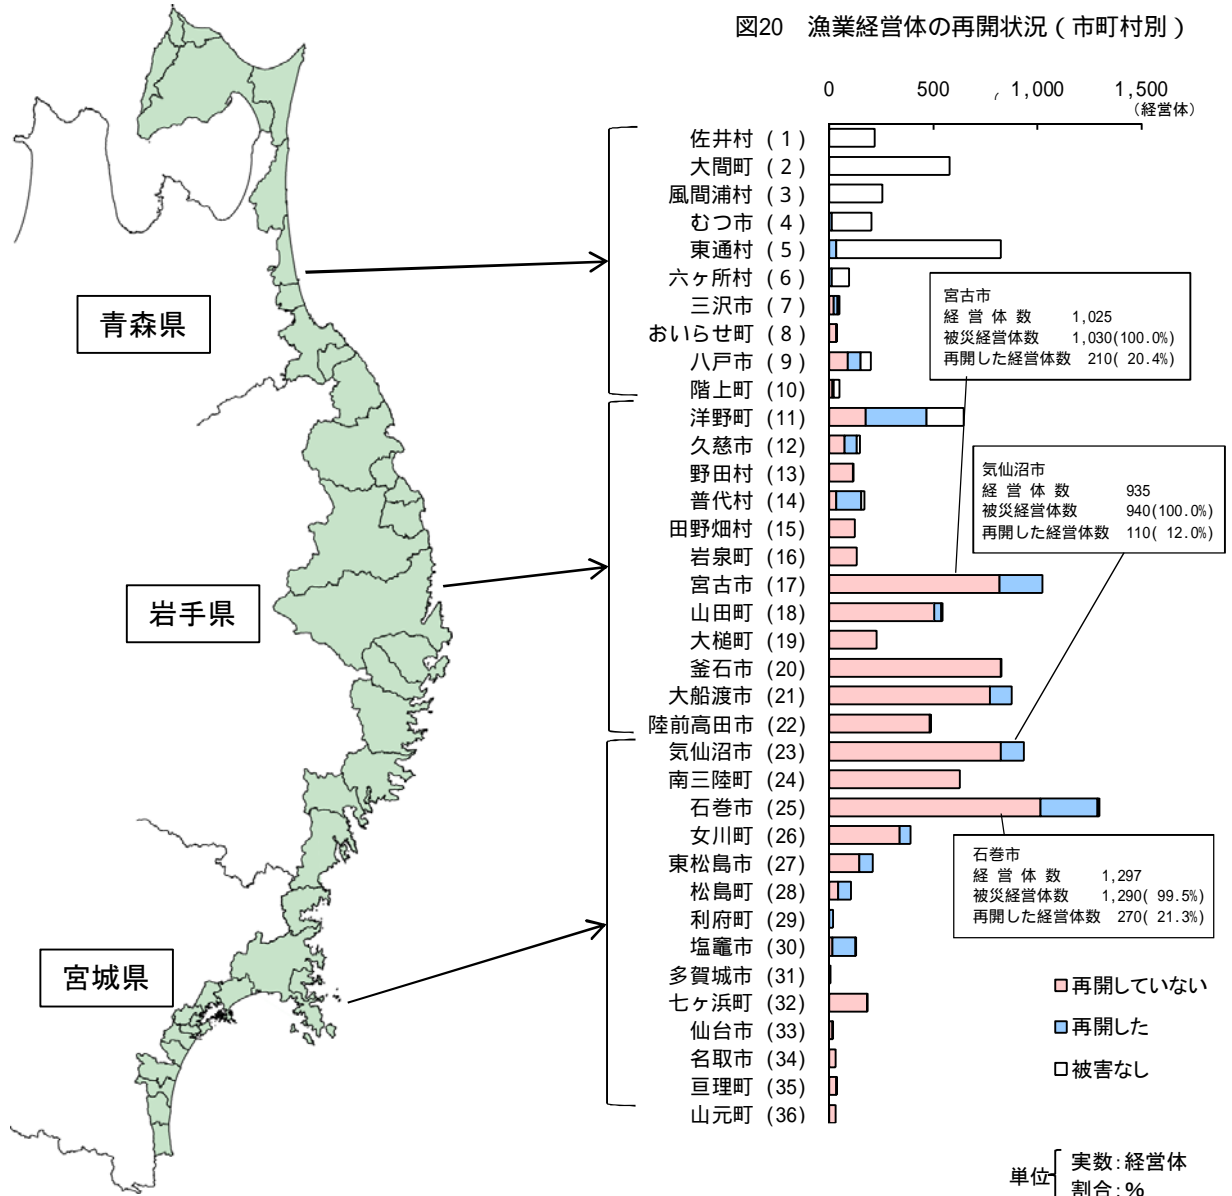 図20　漁業経営体の再開状況（市町村別）
0　500　1,000　1,500
（経営体）
佐井村 (1)
大間町 (2)
風間浦村 (3)
むつ市 (4)
東通村 (5)
六ヶ所村 (6)
三沢市 (7)
おいらせ町 (8)
八戸市 (9)
階上町 (10)
洋野町 (11)
久慈市 (12)
野田村 (13)
普代村 (14)
田野畑村 (15)
岩泉町 (16)
宮古市 (17)
山田町 (18)
大槌町 (19)
釜石市 (20)
大船渡市 (21)
陸前高田市 (22)
気仙沼市 (23)
南三陸町 (24)
石巻市 (25)
女川町 (26)
東松島市 (27)
松島町 (28)
利府町 (29)
塩竈市 (30)
多賀城市 (31)
七ヶ浜町 (32)
仙台市 (33)
名取市 (34)
亘理町 (35)
山元町 (36)
青森県
岩手県
宮城県
宮古市
経営体数　1,025
被災経営体数　1,030(100.0%)
再開した経営体数　210( 20.4%)
気仙沼市
経営体数　935
被災経営体数　940(100.0%)
再開した経営体数　110( 12.0%)
石巻市
経営体数　1,297
被災経営体数　1,290( 99.5%)
再開した経営体数　270( 21.3%)
再開していない
再開した
被害なし
単位
実数：経営体
割合：％